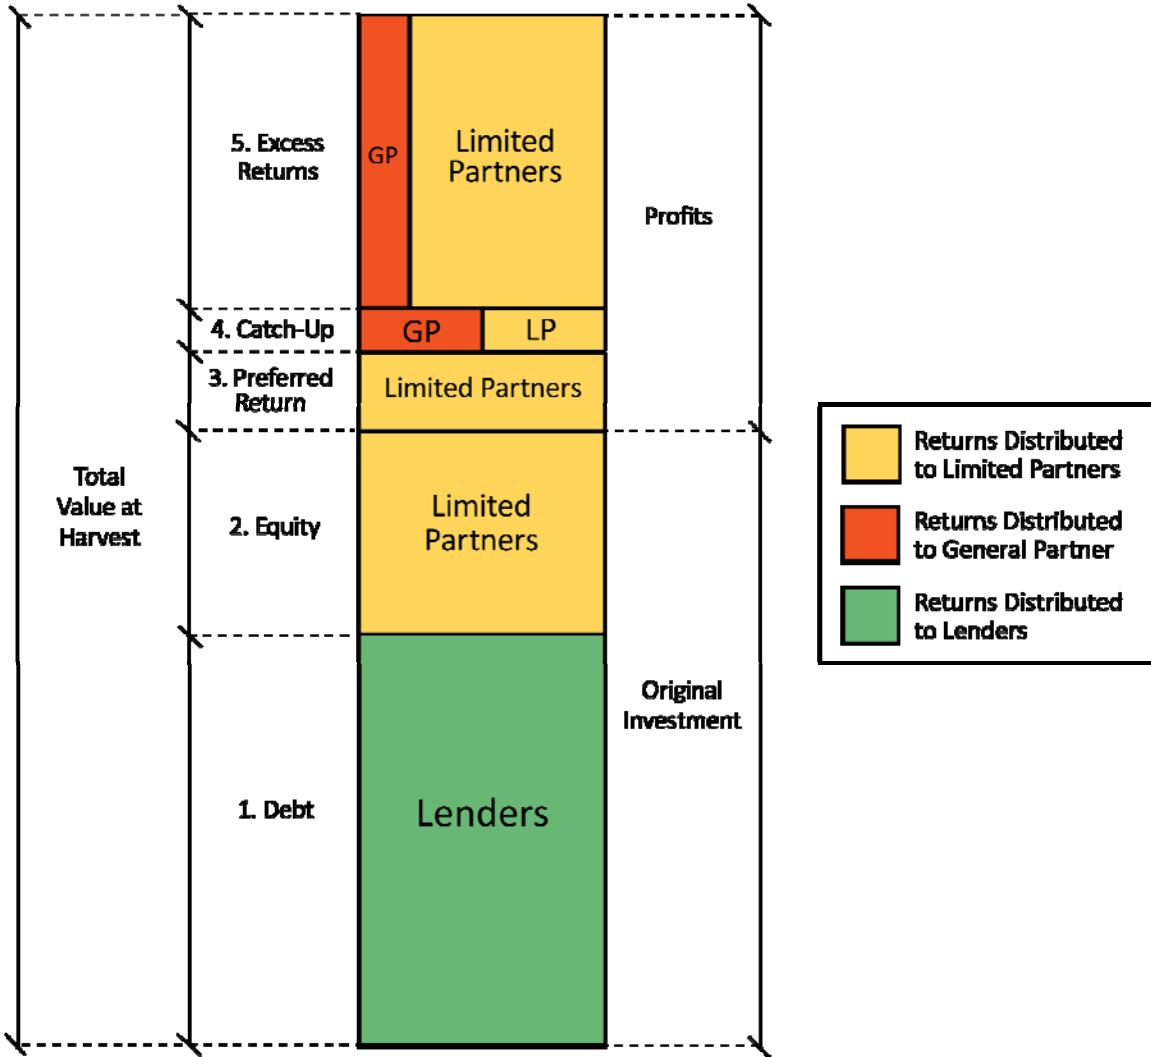 5. Excess
Returns
GP
Limited
Partners
Profits
4. Catch-Up
GP
LP
3. Preferred
Return
Limited Partners
Total
Value at
Harvest
2. Equity
Limited
Partners
Original
Investment
1. Debt
Lenders
Returns Distributed
to Limited Partners
Returns Distributed
to General Partner
Returns Distributed
to Lenders